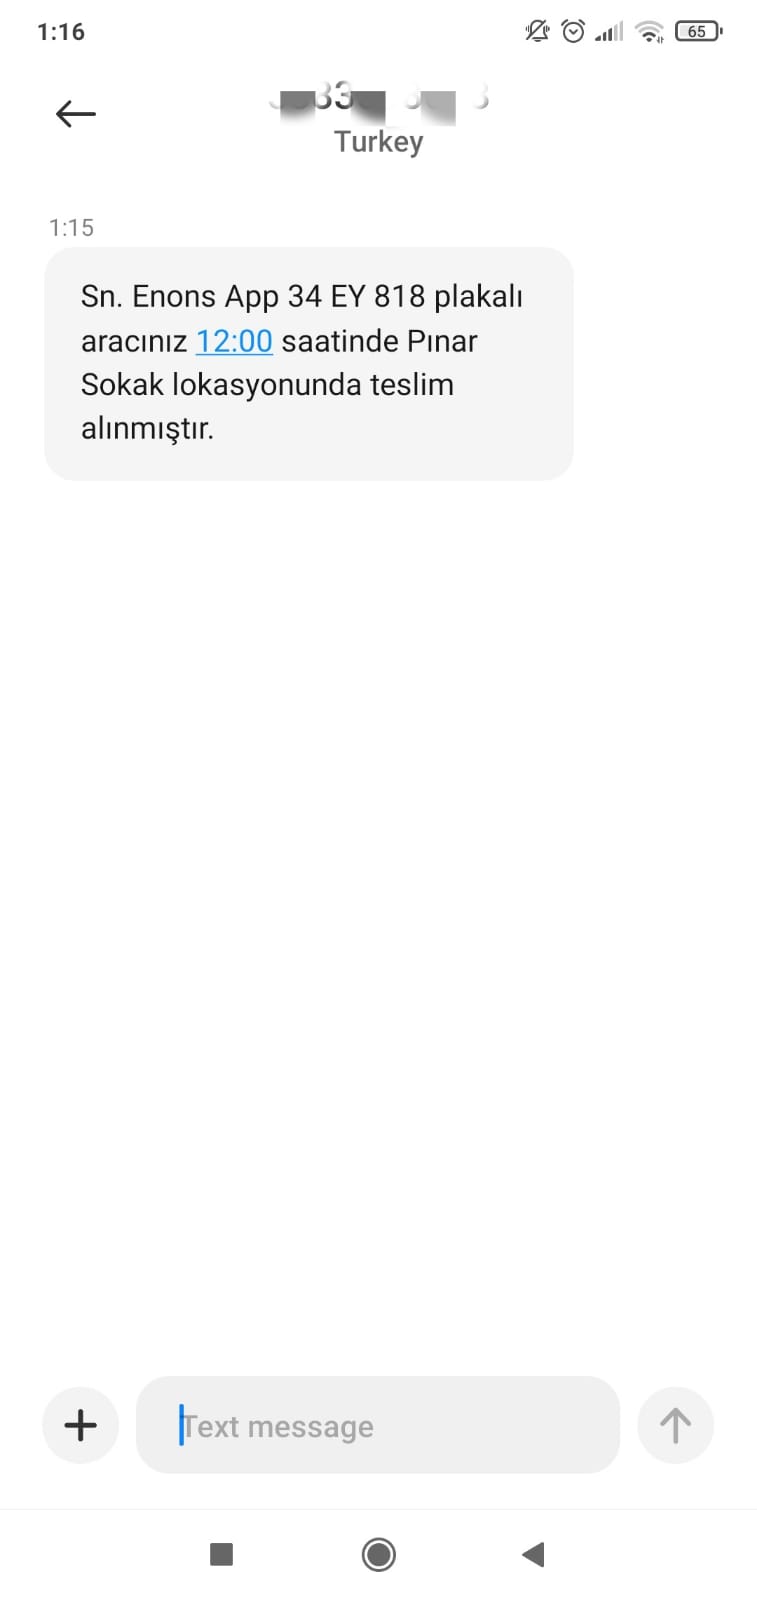 1:16
65
Turkey
1:15
Sn. Enons App 34 EY 818 plakalı
aracınız 12:00 saatinde Pınar
Sokak lokasyonunda teslim
alınmıştır.
Text message